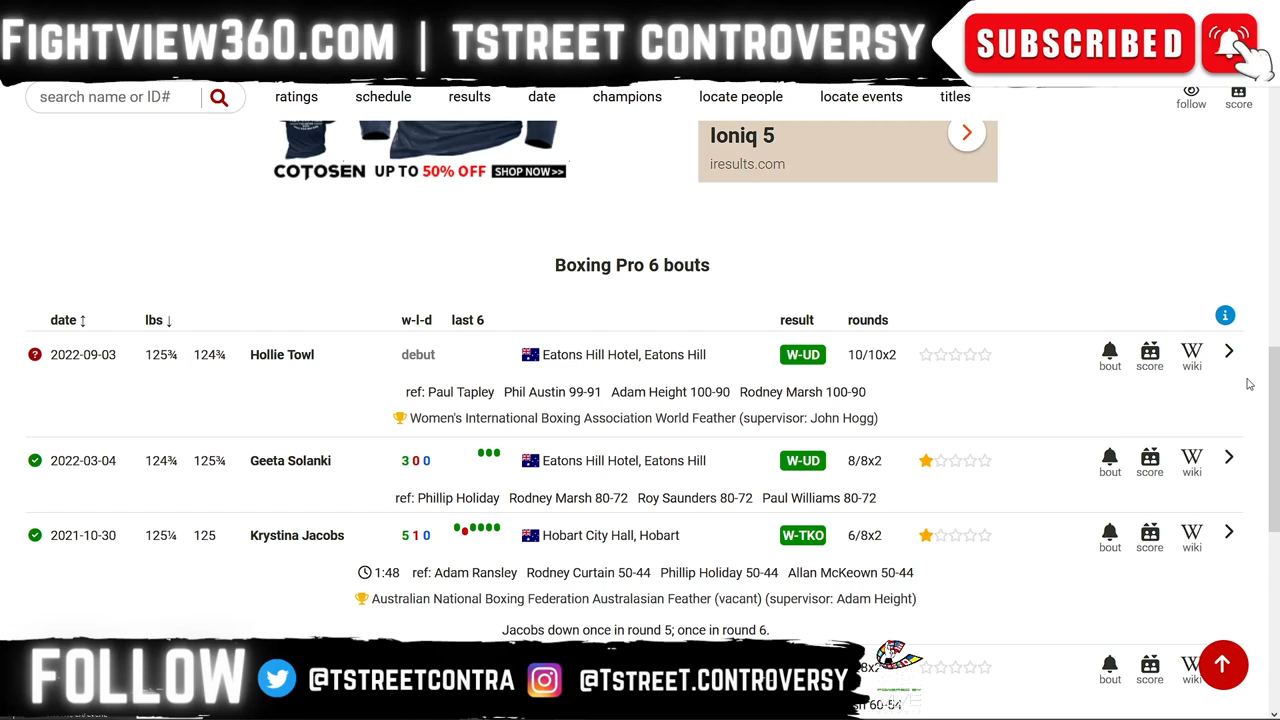 FIGHTVIEW360.COM | TSTREET CONTROVERSY SUBSCRIBED
search name or ID# ratings schedule results date champions locate people locate events titles follow score
Ioniq 5
COTOSEN UP TO 50% OFF SHOP NOW>> iresults.com
Boxing Pro 6 bouts
date ↕ lbs ↓ w-l-d last 6 result rounds i
? 2022-09-03 125¾ 124¾ Hollie Towl debut Eatons Hill Hotel, Eatons Hill W-UD 10/10x2 bout score W wiki
ref: Paul Tapley Phil Austin 99-91 Adam Height 100-90 Rodney Marsh 100-90
Women's International Boxing Association World Feather (supervisor: John Hogg)
2022-03-04 124¾ 125¾ Geeta Solanki 3 0 0 Eatons Hill Hotel, Eatons Hill W-UD 8/8x2 bout score W wiki
ref: Phillip Holiday Rodney Marsh 80-72 Roy Saunders 80-72 Paul Williams 80-72
2021-10-30 125¼ 125 Krystina Jacobs 5 1 0 Hobart City Hall, Hobart W-TKO 6/8x2 bout score W wiki
1:48 ref: Adam Ransley Rodney Curtain 50-44 Phillip Holiday 50-44 Allan McKeown 50-44
Australian National Boxing Federation Australasian Feather (vacant) (supervisor: Adam Height)
Jacobs down once in round 5; once in round 6.
bout score
FOLLOW @TSTREETCONTRA @TSTREET.CONTROVERSY